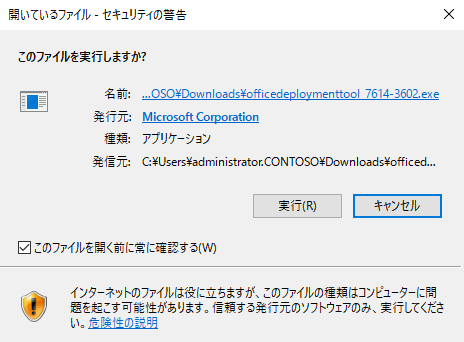 開いているファイル - セキュリティの警告
このファイルを実行しますか?
名前: ...OSO¥Downloads¥officedeploymenttool_7614-3602.exe
発行元: Microsoft Corporation
種類: アプリケーション
発信元: C:¥Users¥administrator.CONTOSO¥Downloads¥officed...
実行(R) キャンセル
このファイルを開く前に常に確認する(W)
インターネットのファイルは役に立ちますが、このファイルの種類はコンピューターに問
題を起こす可能性があります。信頼する発行元のソフトウェアのみ、実行してくださ
い。危険性の説明